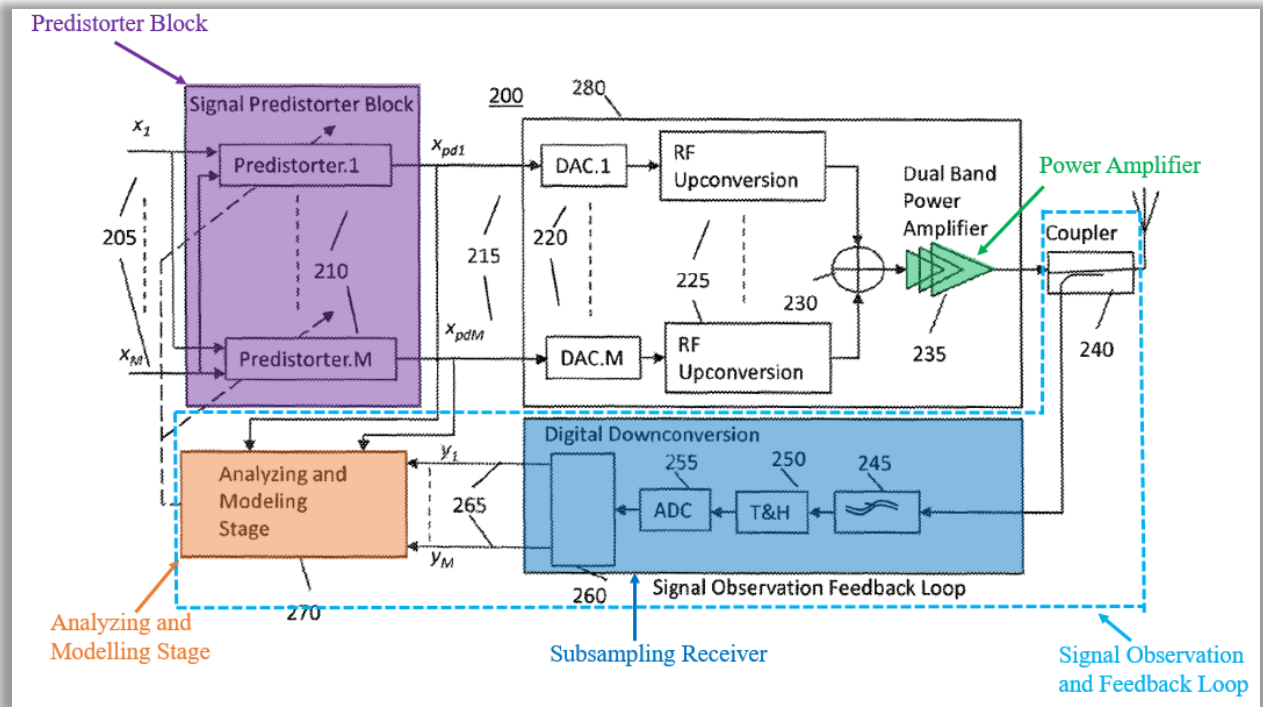 Predistorter Block
Signal Predistorter Block
200
280
x1
Predistorter.1
xpd1
DAC.1
RF
Upconversion
Dual Band
Power
Amplifier
Power Amplifier
Coupler
205
210
215
220
225
230
235
240
xM
Predistorter.M
xpdM
DAC.M
RF
Upconversion
Digital Downconversion
Analyzing and
Modeling
Stage
y1
265
yM
255
ADC
250
T&H
245
260
Signal Observation Feedback Loop
270
Analyzing and
Modelling Stage
Subsampling Receiver
Signal Observation
and Feedback Loop